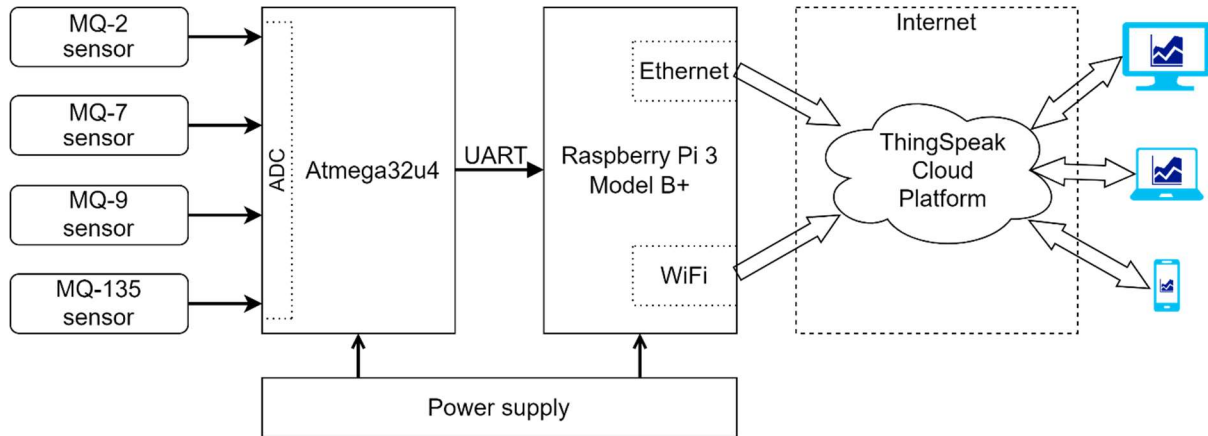 MQ-2
sensor
MQ-7
sensor
MQ-9
sensor
MQ-135
sensor
ADC
Atmega32u4
UART
Raspberry Pi 3
Model B+
Ethernet
WiFi
Power supply
Internet
ThingSpeak
Cloud
Platform